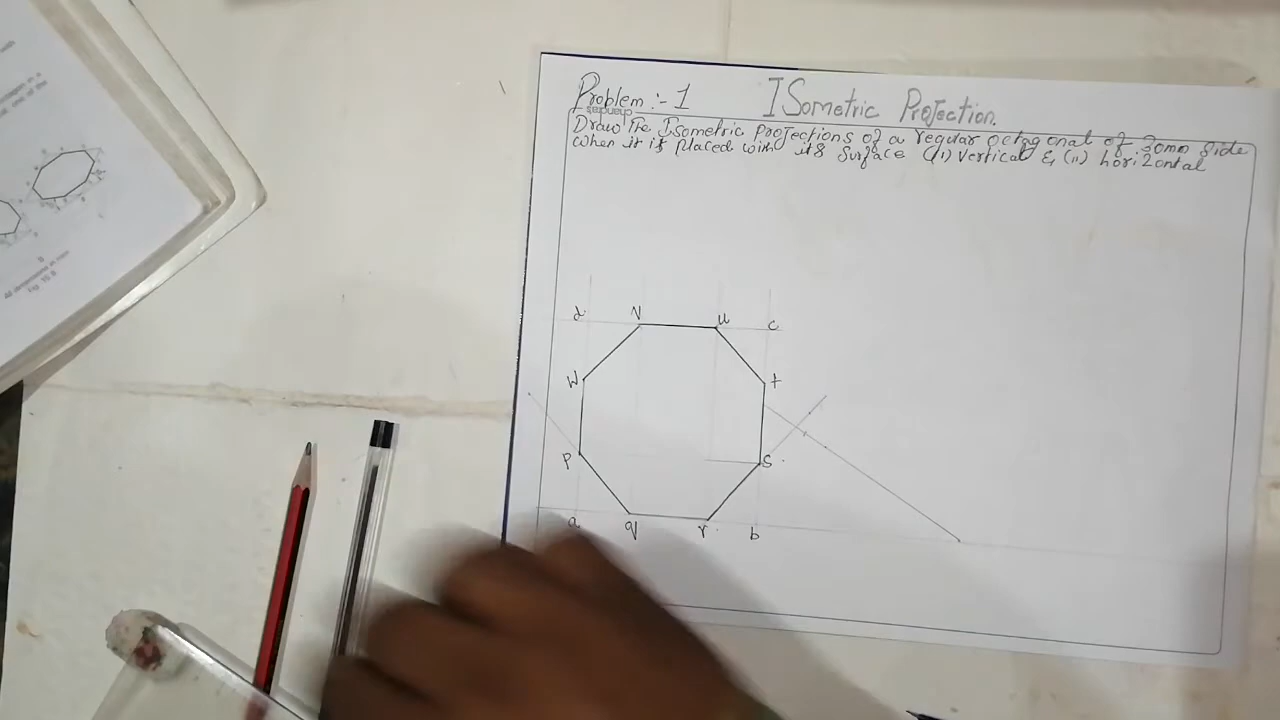 Problem :- 1 ISometric Projection.
Draw The Isometric Projections of a regular octagonal of 30mm side
when it is placed with its Surface (i) Vertical & (ii) horizontal
d V u c
W t
P S
a q r b